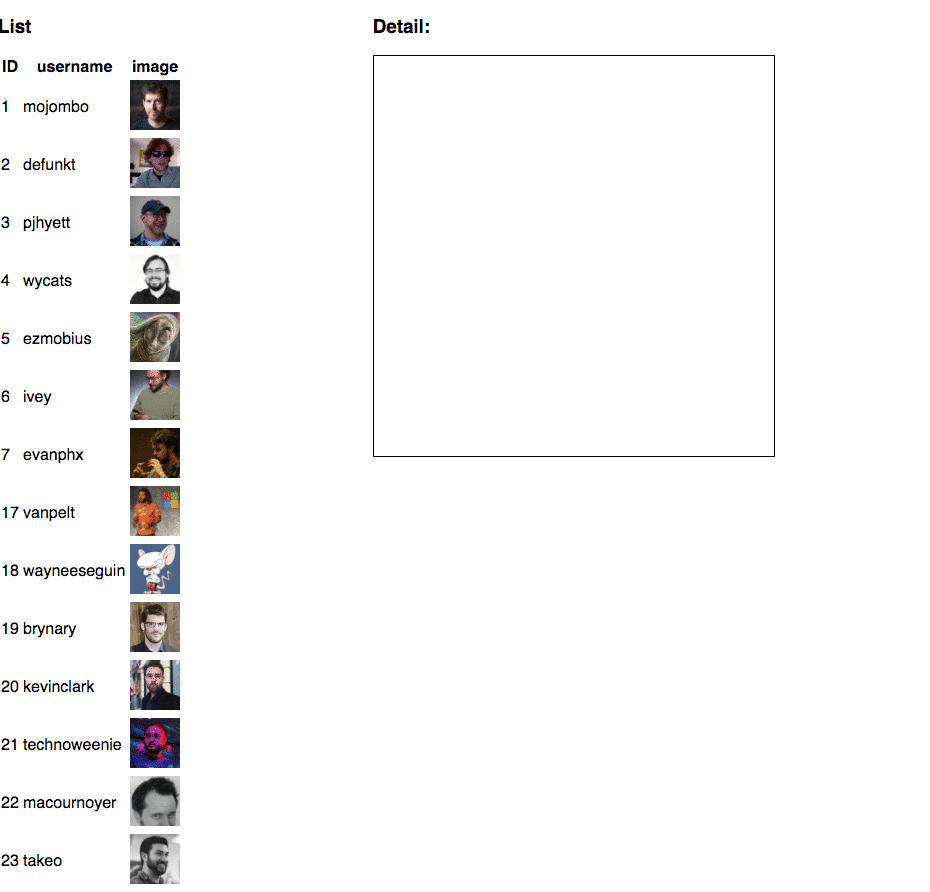 List
Detail:
ID username image
1 mojombo
2 defunkt
3 pjhyett
4 wycats
5 ezmobius
6 ivey
7 evanphx
17 vanpelt
18 wayneeseguin
19 brynary
20 kevinclark
21 technoweenie
22 macournoyer
23 takeo